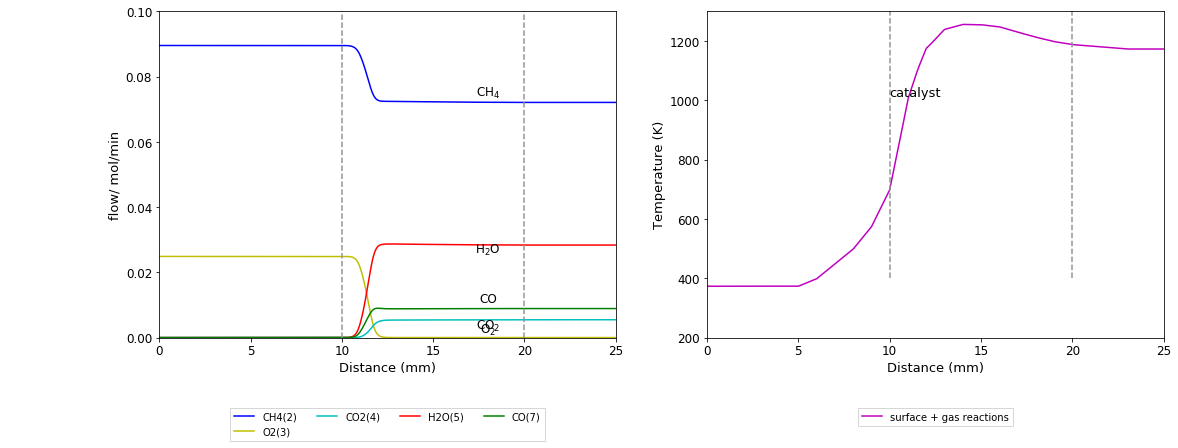 0.10
0.08
0.06
0.04
0.02
0.00
flow/ mol/min
CH₄
H₂O
CO
CO₂
O₂
0 5 10 15 20 25
Distance (mm)
CH4(2) CO2(4) H2O(5) CO(7)
O2(3)
1200
1000
800
600
400
200
Temperature (K)
catalyst
0 5 10 15 20 25
Distance (mm)
surface + gas reactions